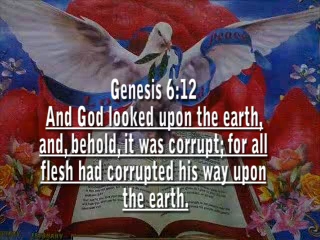 Genesis 6:12
And God looked upon the earth,
and, behold, it was corrupt; for all
flesh had corrupted his way upon
the earth.